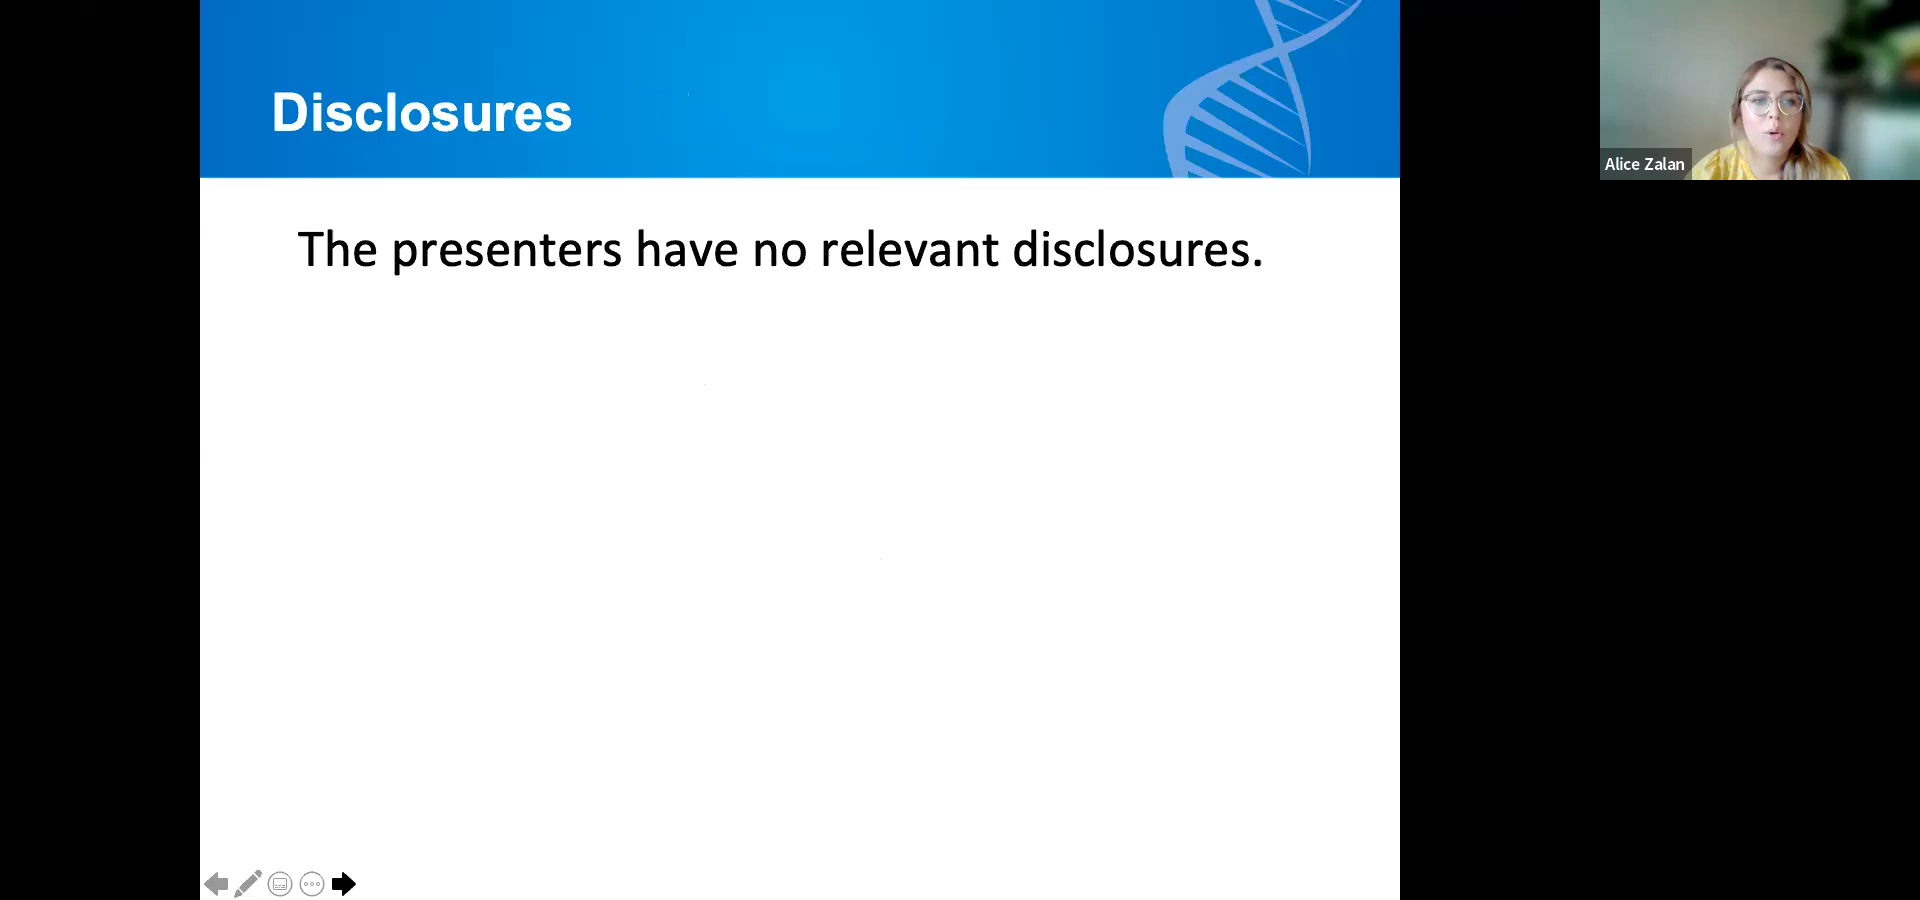 Disclosures
Alice Zalan
The presenters have no relevant disclosures.